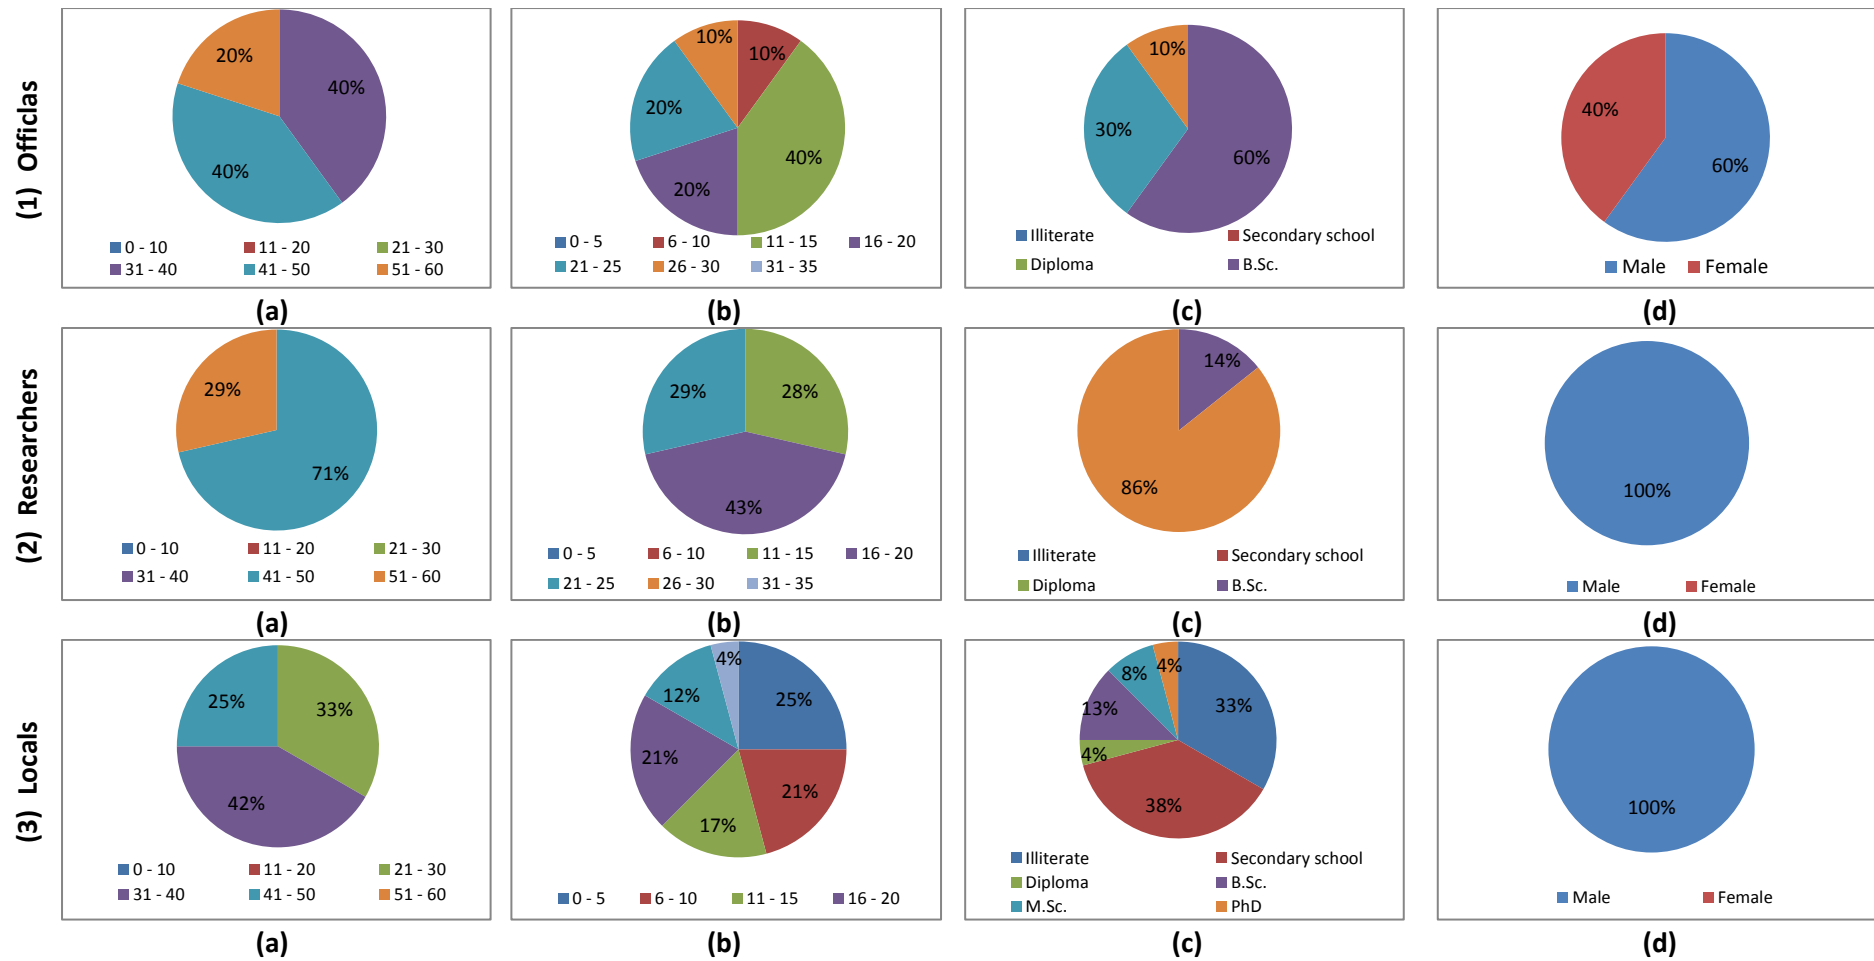 (1) Officlas
20%
40%
40%
0 - 10 11 - 20 21 - 30
31 - 40 41 - 50 51 - 60
(a)
10% 10%
20%
40%
20%
0 - 5 6 - 10 11 - 15 16 - 20
21 - 25 26 - 30 31 - 35
(b)
10%
30%
60%
Illiterate Secondary school
Diploma B.Sc.
(c)
40%
60%
Male Female
(d)
(2) Researchers
29%
71%
0 - 10 11 - 20 21 - 30
31 - 40 41 - 50 51 - 60
(a)
29% 28%
43%
0 - 5 6 - 10 11 - 15 16 - 20
21 - 25 26 - 30 31 - 35
(b)
14%
86%
Illiterate Secondary school
Diploma B.Sc.
(c)
100%
Male Female
(d)
(3) Locals
25% 33%
42%
0 - 10 11 - 20 21 - 30
31 - 40 41 - 50 51 - 60
(a)
4%
12% 25%
21%
21%
17%
0 - 5 6 - 10 11 - 15 16 - 20
(b)
8% 4%
13% 33%
4%
38%
Illiterate Secondary school
Diploma B.Sc.
M.Sc. PhD
(c)
100%
Male Female
(d)